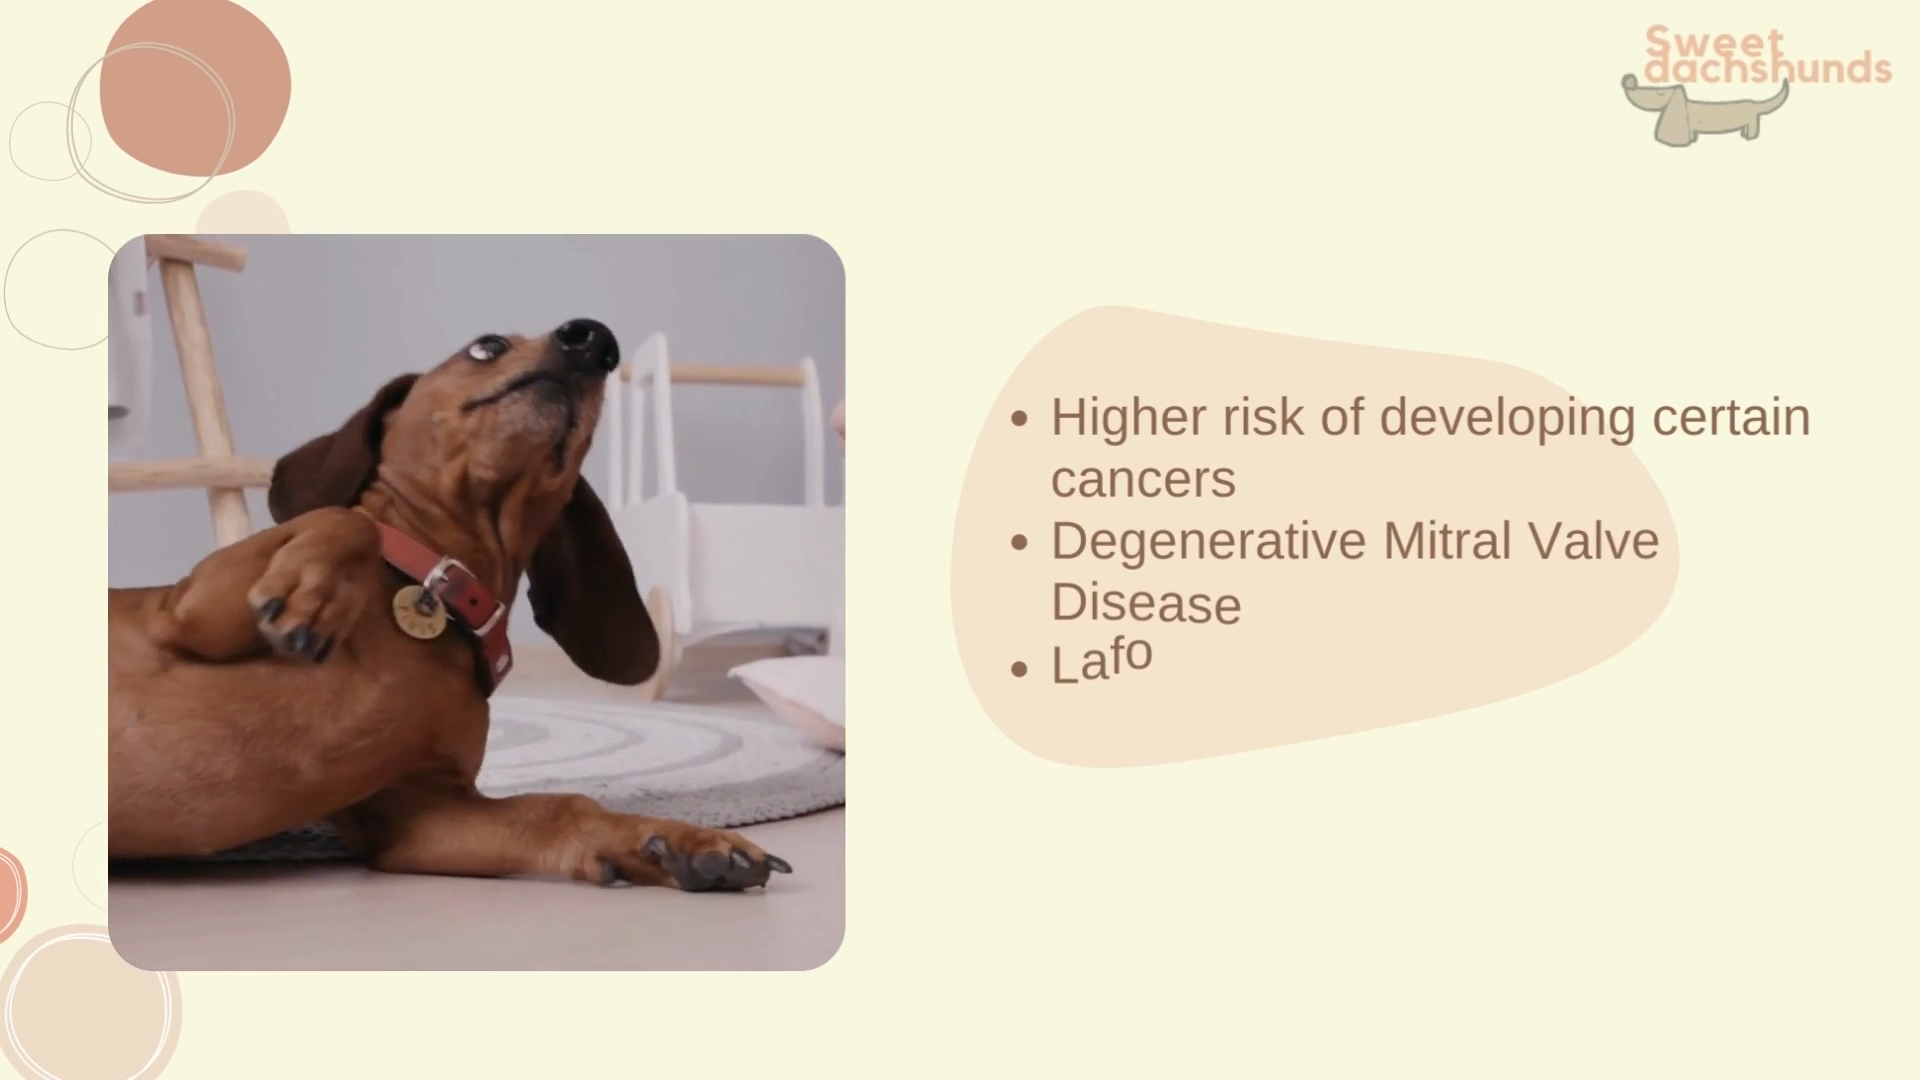 Sweet
dachshunds
• Higher risk of developing certain
cancers
• Degenerative Mitral Valve
Disease
• Lafo